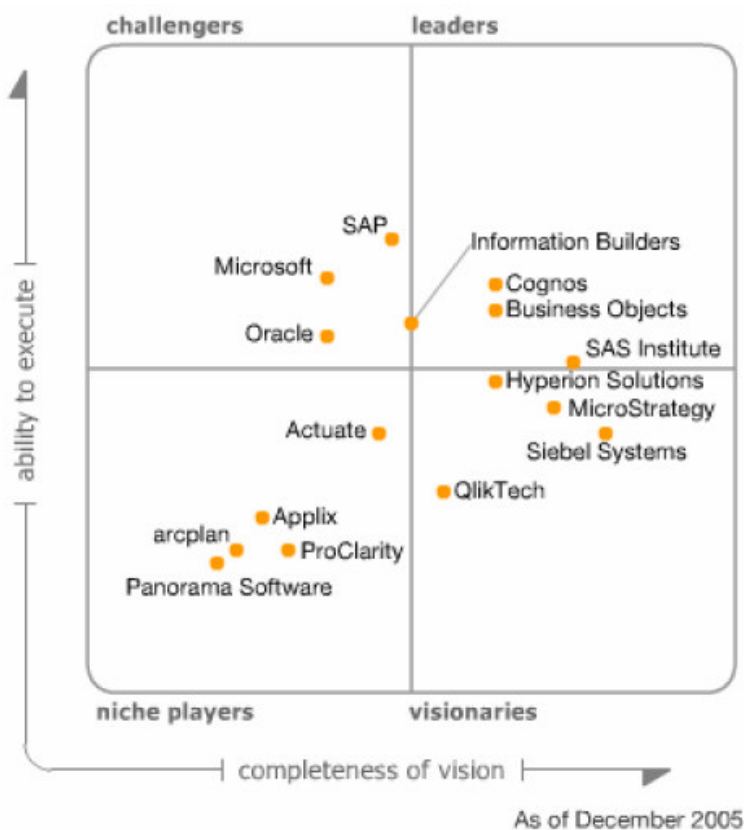 challengers
leaders
SAP
Information Builders
Microsoft
Cognos
Business Objects
Oracle
SAS Institute
Hyperion Solutions
MicroStrategy
Actuate
Siebel Systems
QlikTech
Applix
arcplan
ProClarity
Panorama Software
niche players
visionaries
ability to execute
completeness of vision
As of December 2005